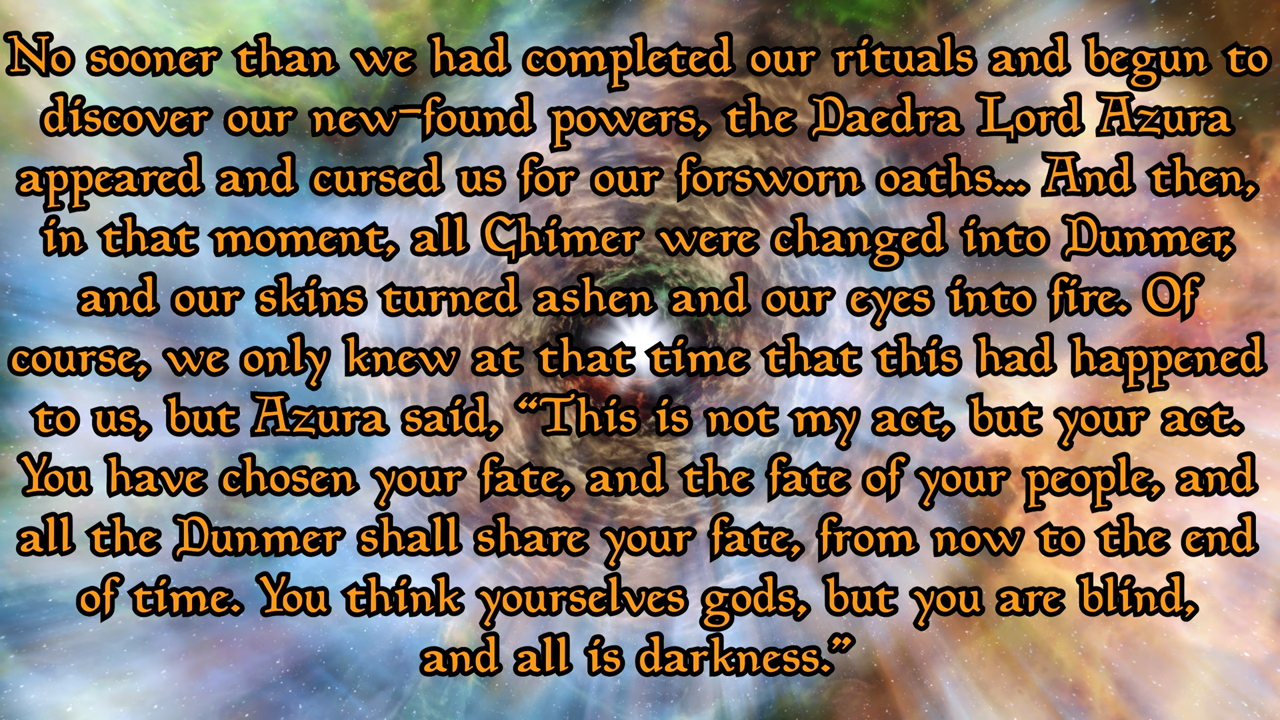 No sooner than we had completed our rituals and begun to
discover our new-found powers, the Daedra Lord Azura
appeared and cursed us for our forsworn oaths... And then,
in that moment, all Chimer were changed into Dunmer,
and our skins turned ashen and our eyes into fire. Of
course, we only knew at that time that this had happened
to us, but Azura said, “This is not my act, but your act.
You have chosen your fate, and the fate of your people, and
all the Dunmer shall share your fate, from now to the end
of time. You think yourselves gods, but you are blind,
and all is darkness.”